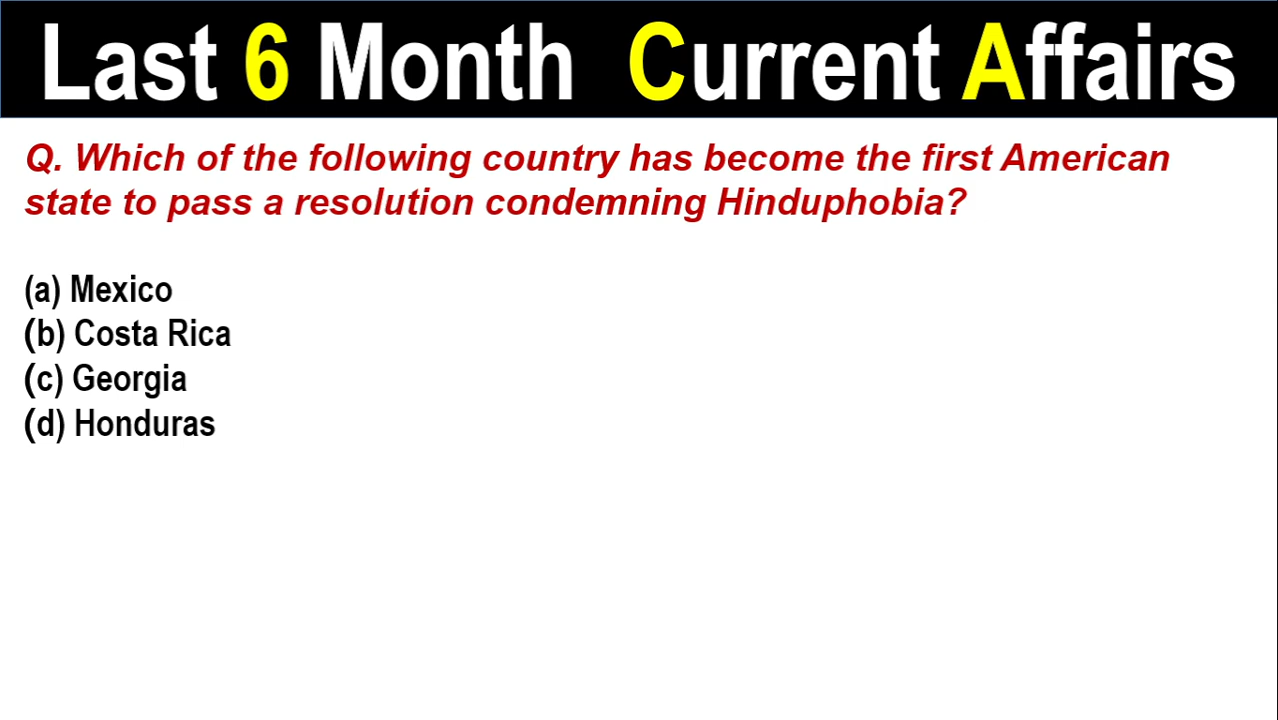 Last 6 Month Current Affairs
Q. Which of the following country has become the first American
state to pass a resolution condemning Hinduphobia?
(a) Mexico
(b) Costa Rica
(c) Georgia
(d) Honduras